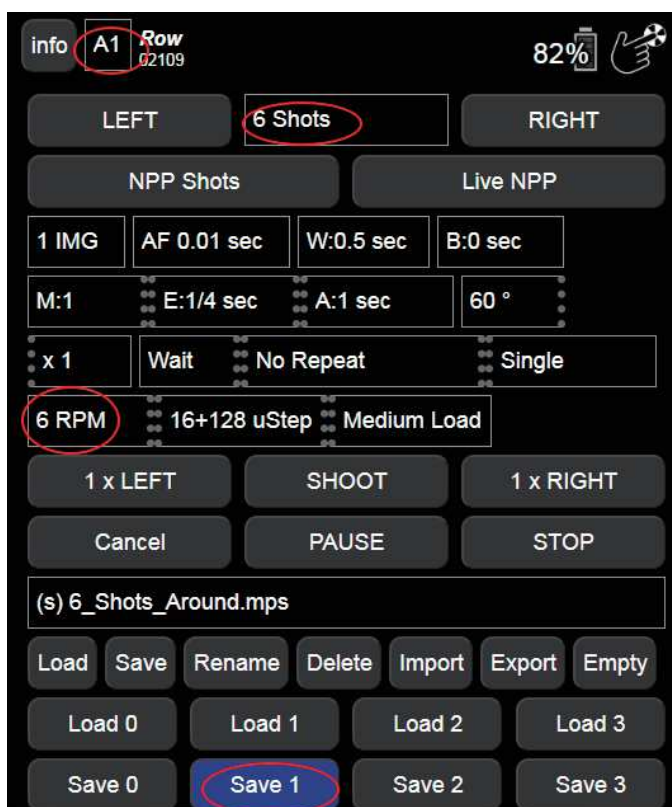 info A1 Row 82%
02109
LEFT 6 Shots RIGHT
NPP Shots Live NPP
1 IMG AF 0.01 sec W:0.5 sec B:0 sec
M:1 E:1/4 sec A:1 sec 60 °
x 1 Wait No Repeat Single
6 RPM 16+128 uStep Medium Load
1 x LEFT SHOOT 1 x RIGHT
Cancel PAUSE STOP
(s) 6_Shots_Around.mps
Load Save Rename Delete Import Export Empty
Load 0 Load 1 Load 2 Load 3
Save 0 Save 1 Save 2 Save 3